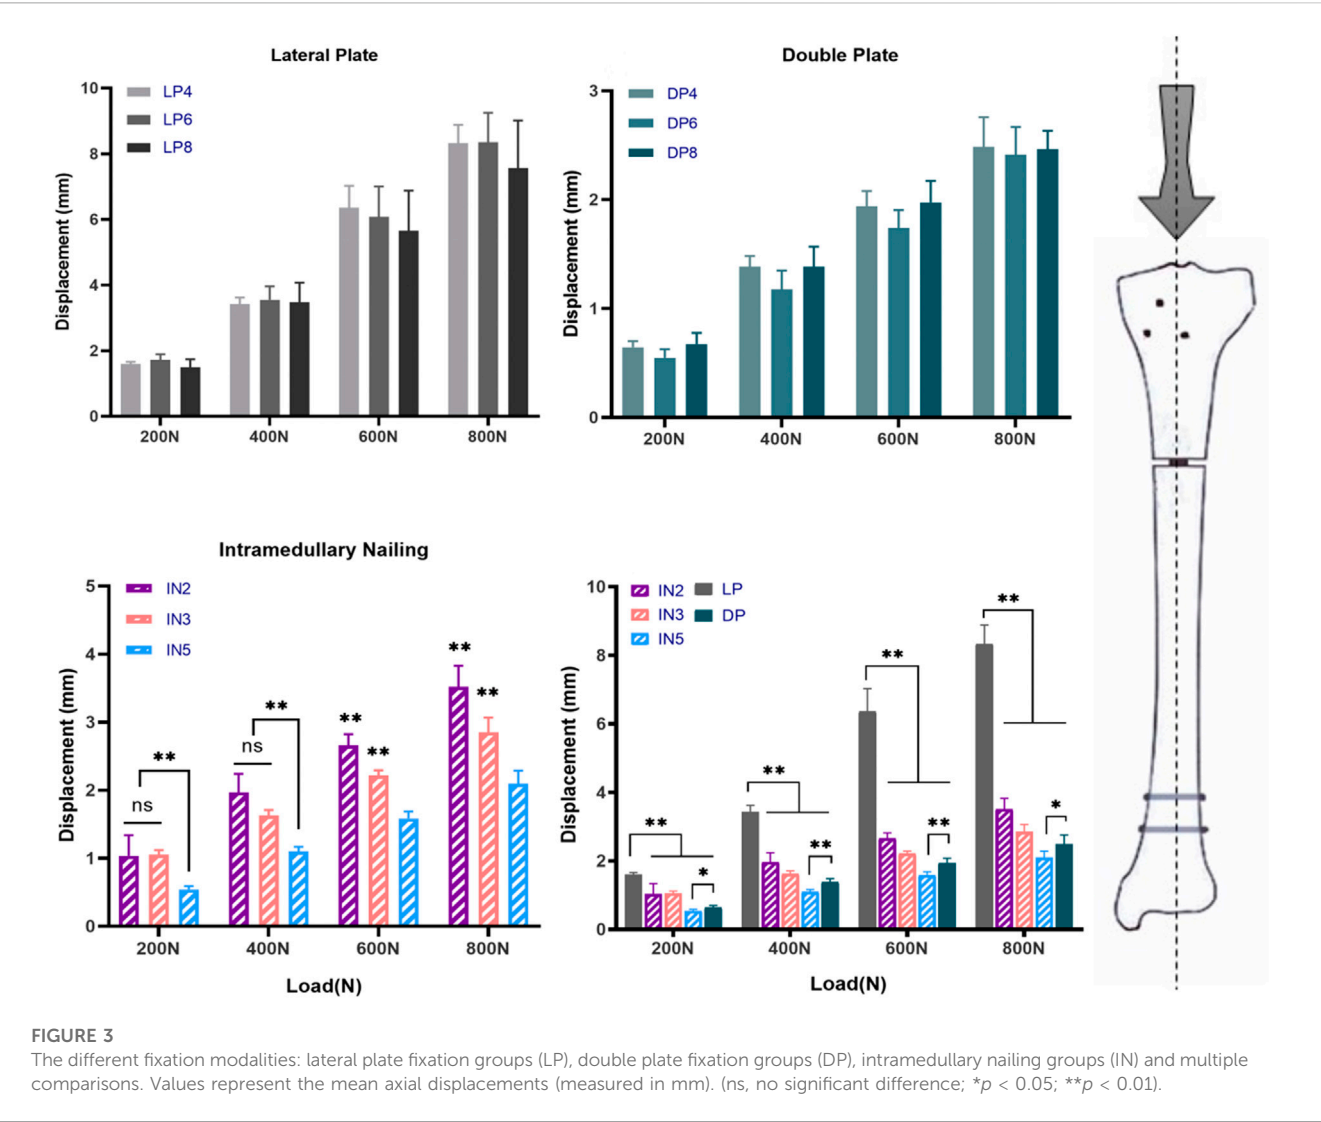 Lateral Plate
LP4
LP6
LP8
10
8
6
4
2
0
Displacement (mm)
200N 400N 600N 800N
Double Plate
DP4
DP6
DP8
3
2
1
0
Displacement (mm)
200N 400N 600N 800N
Intramedullary Nailing
IN2
IN3
IN5
5
4
3
2
1
0
Displacement (mm)
ns
**
ns
**
**
**
**
**
200N 400N 600N 800N
Load(N)
IN2 LP
IN3 DP
IN5
10
8
6
4
2
0
Displacement (mm)
**
*
**
**
**
**
**
*
200N 400N 600N 800N
Load(N)
FIGURE 3
The different fixation modalities: lateral plate fixation groups (LP), double plate fixation groups (DP), intramedullary nailing groups (IN) and multiple
comparisons. Values represent the mean axial displacements (measured in mm). (ns, no significant difference; *p < 0.05; **p < 0.01).